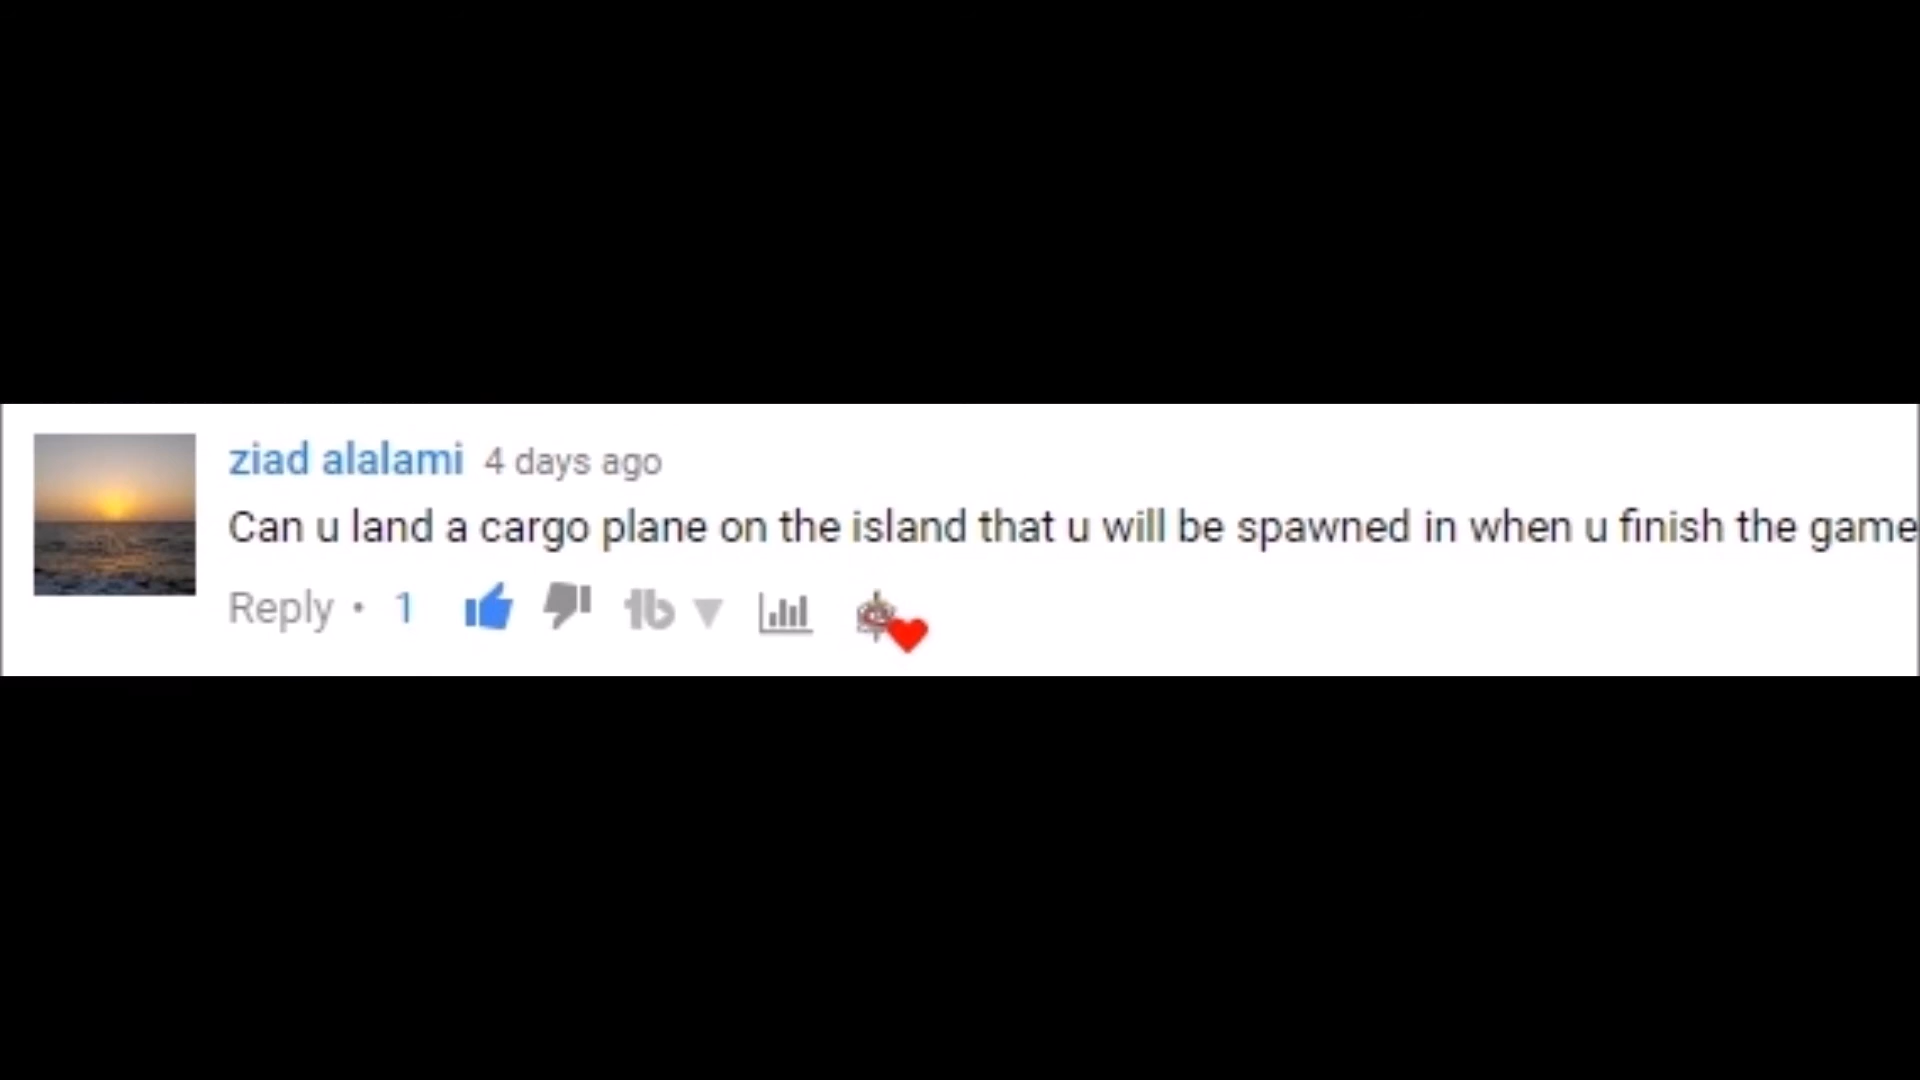 ziad alalami 4 days ago
Can u land a cargo plane on the island that u will be spawned in when u finish the game
Reply • 1